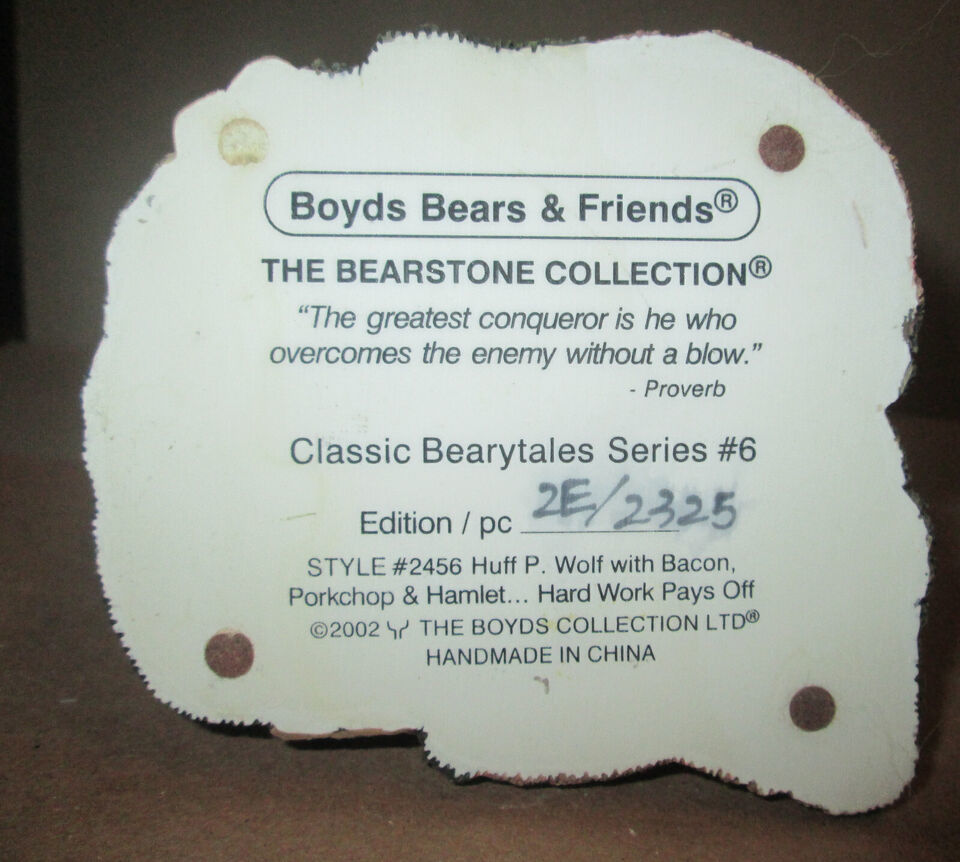 Boyds Bears & Friends®
THE BEARSTONE COLLECTION®
“The greatest conqueror is he who
overcomes the enemy without a blow.”
- Proverb
Classic Bearytales Series #6
Edition / pc 2E/2325
STYLE #2456 Huff P. Wolf with Bacon,
Porkchop & Hamlet... Hard Work Pays Off
©2002 THE BOYDS COLLECTION LTD®
HANDMADE IN CHINA